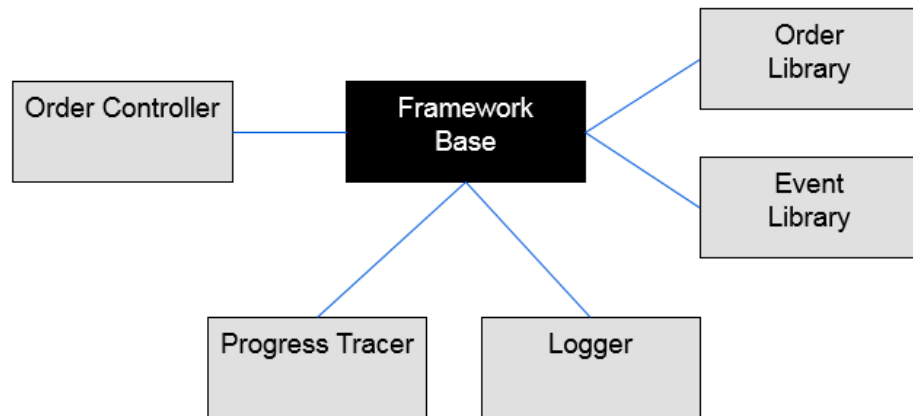 Order
Library
Order Controller
Framework
Base
Event
Library
Progress Tracer
Logger